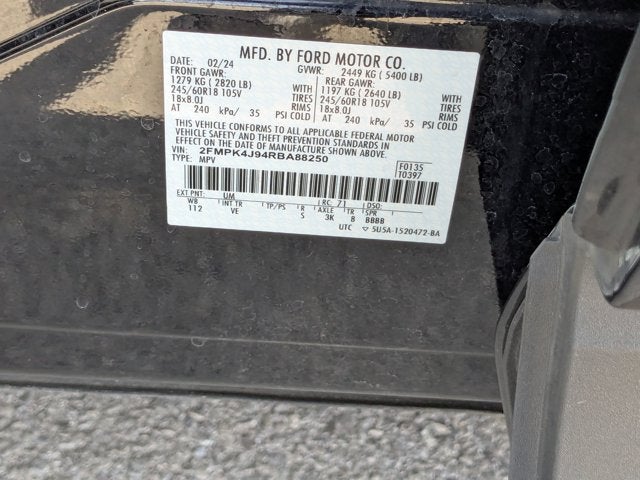 MFD. BY FORD MOTOR CO.
DATE: 02/24 GVWR: 2449 KG ( 5400 LB)
FRONT GAWR: REAR GAWR:
1279 KG ( 2820 LB) WITH 1197 KG ( 2640 LB) WITH
245/60R18 105V TIRES 245/60R18 105V TIRES
18x8.0J RIMS 18x8.0J RIMS
AT 240 kPa/ 35 PSI COLD AT 240 kPa/ 35 PSI COLD
THIS VEHICLE CONFORMS TO ALL APPLICABLE FEDERAL MOTOR
VEHICLE SAFETY AND THEFT PREVENTION STANDARDS IN
EFFECT ON THE DATE OF MANUFACTURE SHOWN ABOVE.
2FMPK4J94RBA88250 F0135
TYPE: MPV T0397
EXT PNT: UM RC: 71 DSO:
WB INT TR TP/PS R AXLE TR SPR
112 VE S 3K 8 BBBB
UTC ▽ 5U5A-1520472-BA